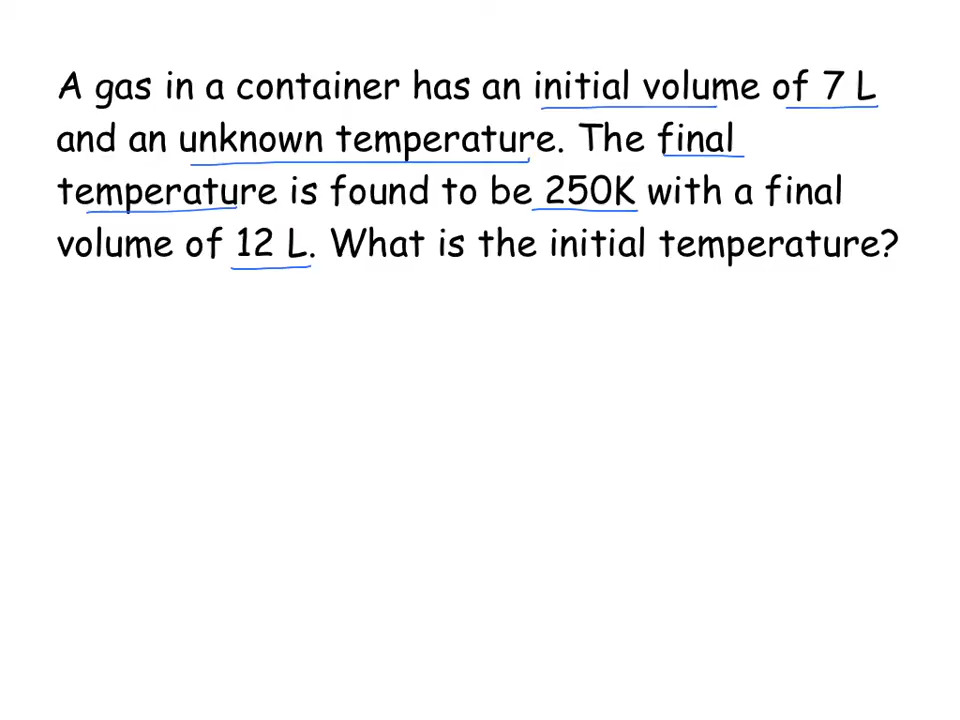 A gas in a container has an initial volume of 7 L
and an unknown temperature. The final
temperature is found to be 250K with a final
volume of 12 L. What is the initial temperature?